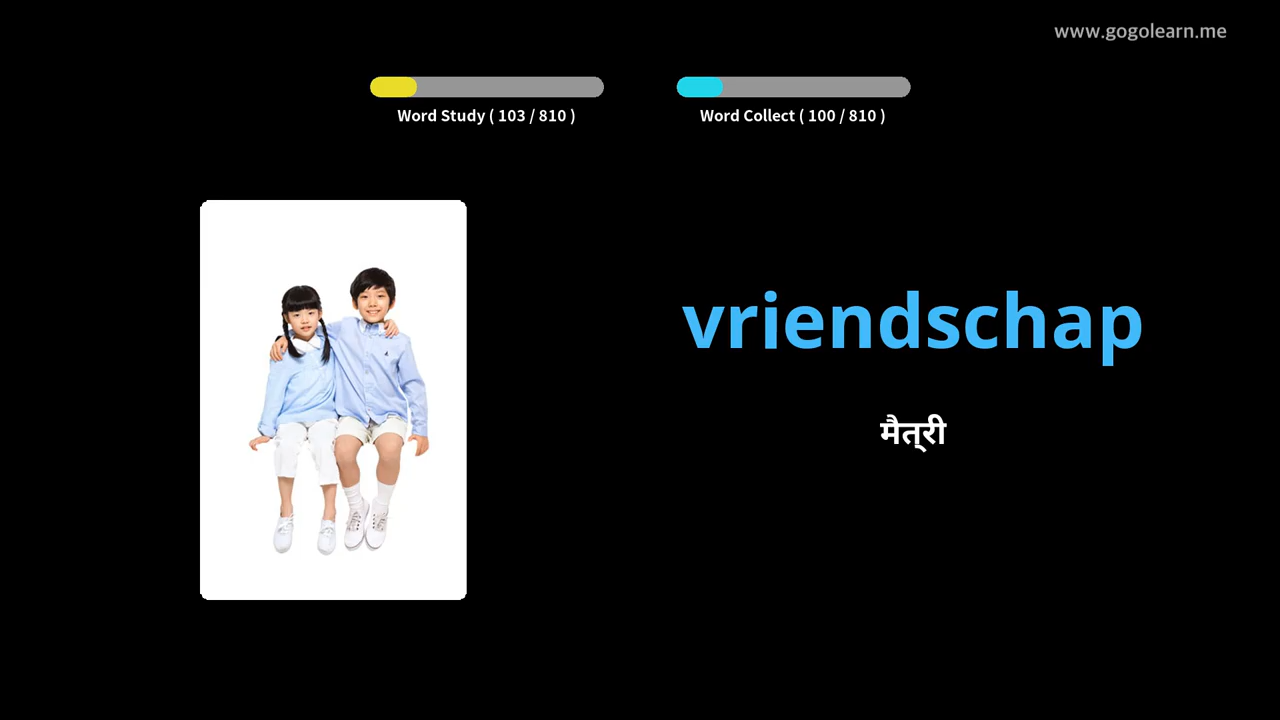 www.gogolearn.me
Word Study ( 103 / 810 )
Word Collect ( 100 / 810 )
vriendschap
मैत्री